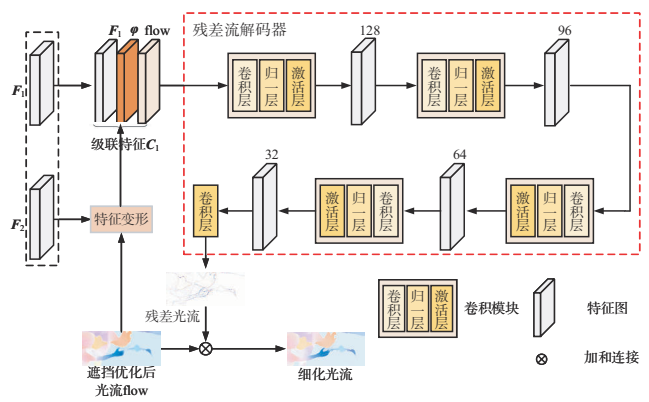 F₁ φ flow
残差流解码器
128
96
F₁
卷积层
归一层
激活层
卷积层
归一层
激活层
级联特征C₁
32
64
F₂
特征变形
卷积层
激活层
归一层
卷积层
激活层
归一层
卷积层
残差光流
卷积层
归一层
激活层
卷积模块
特征图
遮挡优化后
光流flow
细化光流
加和连接